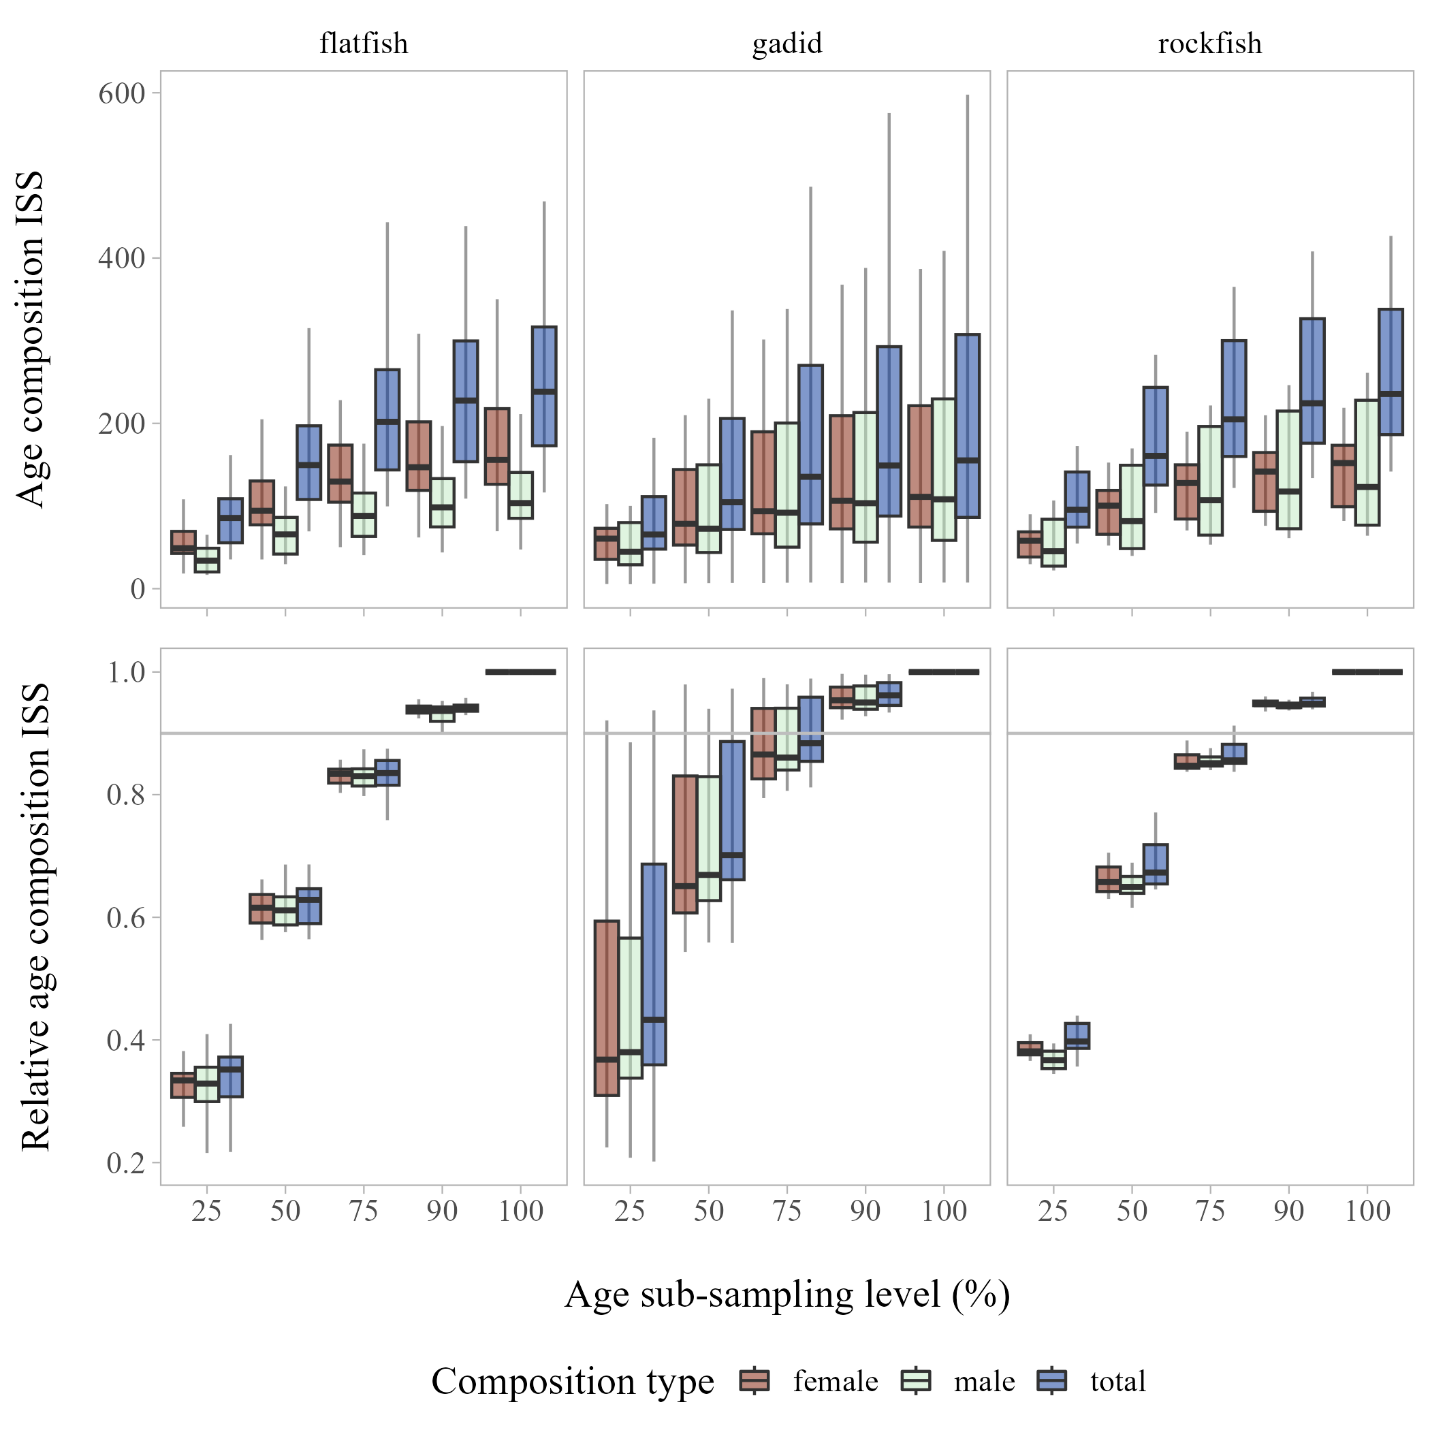 flatfish gadid rockfish
Age composition ISS
600
400
200
0
Relative age composition ISS
1.0
0.8
0.6
0.4
0.2
25 50 75 90 100 25 50 75 90 100 25 50 75 90 100
Age sub-sampling level (%)
Composition type female male total